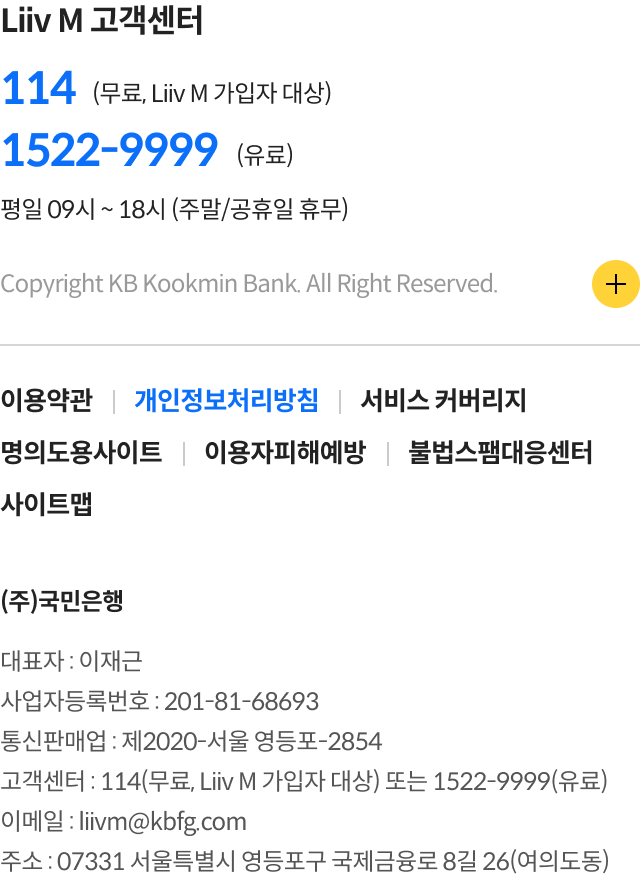 Liiv M 고객센터
114 (무료, Liiv M 가입자 대상)
1522-9999 (유료)
평일 09시 ~ 18시 (주말/공휴일 휴무)
Copyright KB Kookmin Bank. All Right Reserved.
이용약관 | 개인정보처리방침 | 서비스 커버리지
명의도용사이트 | 이용자피해예방 | 불법스팸대응센터
사이트맵
(주)국민은행
대표자 : 이재근
사업자등록번호 : 201-81-68693
통신판매업 : 제2020-서울 영등포-2854
고객센터 : 114(무료, Liiv M 가입자 대상) 또는 1522-9999(유료)
이메일 : liivm@kbfg.com
주소 : 07331 서울특별시 영등포구 국제금융로 8길 26(여의도동)